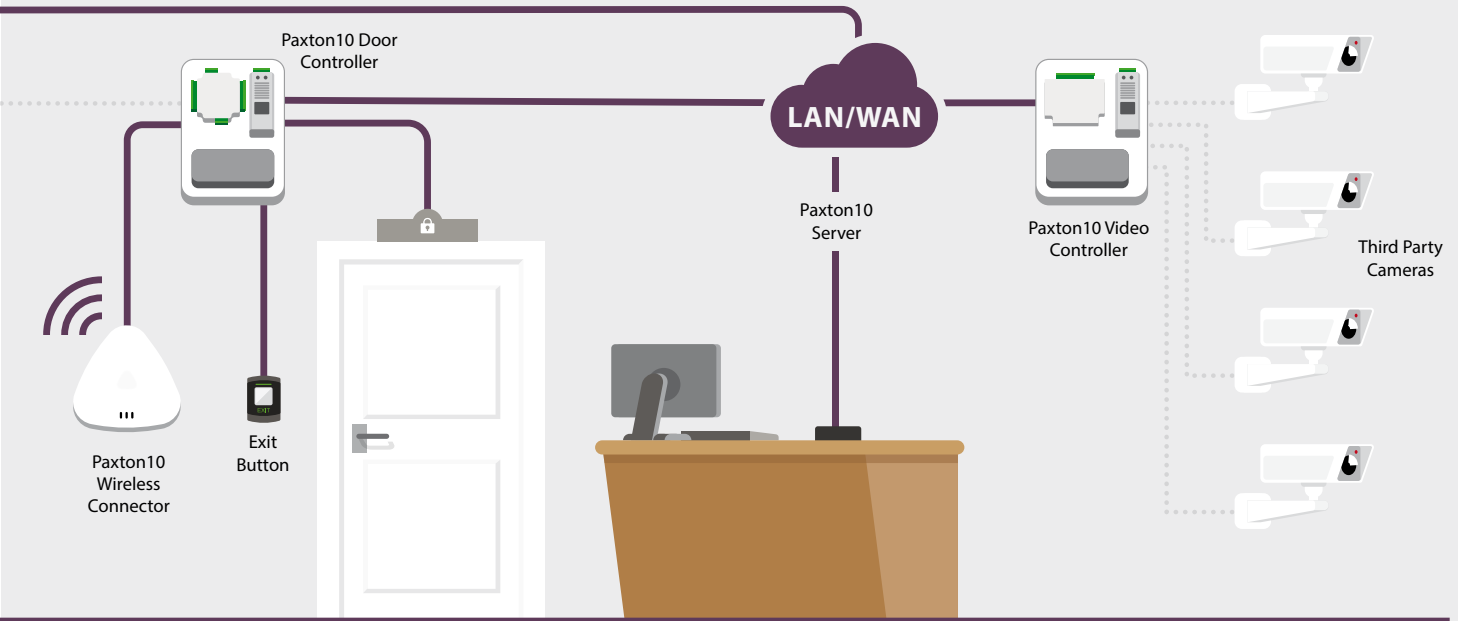 Paxton10 Door
Controller
LAN/WAN
Paxton10
Server
Paxton10 Video
Controller
Third Party
Cameras
EXIT
Exit
Button
Paxton10
Wireless
Connector